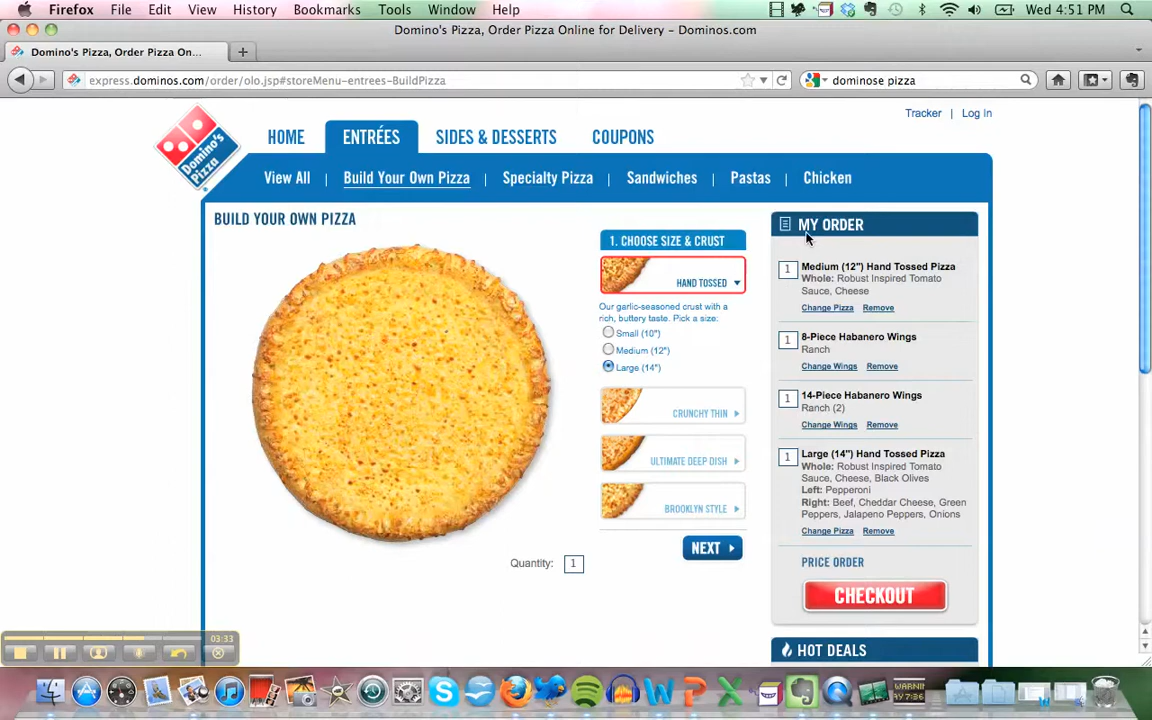 Firefox File Edit View History Bookmarks Tools Window Help Wed 4:51 PM
Domino's Pizza, Order Pizza Online for Delivery - Dominos.com
Domino's Pizza, Order Pizza On...
express.dominos.com/order/olo.jsp#storeMenu-entrees-BuildPizza
dominose pizza
Tracker | Log In
Domino's Pizza
HOME ENTRÉES SIDES & DESSERTS COUPONS
View All | Build Your Own Pizza | Specialty Pizza | Sandwiches | Pastas | Chicken
BUILD YOUR OWN PIZZA
1. CHOOSE SIZE & CRUST
HAND TOSSED
Our garlic-seasoned crust with a
rich, buttery taste. Pick a size:
Small (10")
Medium (12")
Large (14")
CRUNCHY THIN
ULTIMATE DEEP DISH
BROOKLYN STYLE
NEXT
Quantity: 1
MY ORDER
1 Medium (12") Hand Tossed Pizza
Whole: Robust Inspired Tomato
Sauce, Cheese
Change Pizza Remove
1 8-Piece Habanero Wings
Ranch
Change Wings Remove
1 14-Piece Habanero Wings
Ranch (2)
Change Wings Remove
1 Large (14") Hand Tossed Pizza
Whole: Robust Inspired Tomato
Sauce, Cheese, Black Olives
Left: Pepperoni
Right: Beef, Cheddar Cheese, Green
Peppers, Jalapeno Peppers, Onions
Change Pizza Remove
PRICE ORDER
CHECKOUT
HOT DEALS
03:33